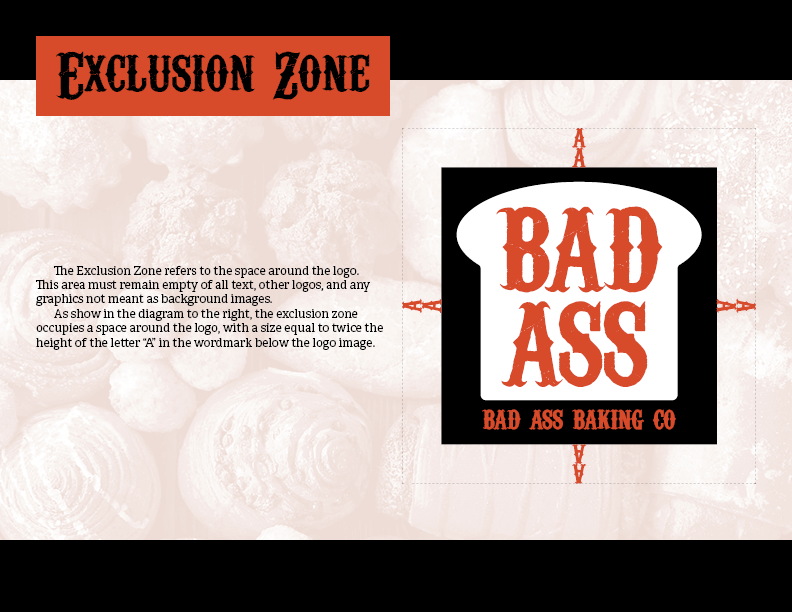 Exclusion Zone
The Exclusion Zone refers to the space around the logo.
This area must remain empty of all text, other logos, and any
graphics not meant as background images.
As show in the diagram to the right, the exclusion zone
occupies a space around the logo, with a size equal to twice the
height of the letter “A” in the wordmark below the logo image.
A
A
AA
BAD
ASS
AA
BAD ASS BAKING CO
A
A